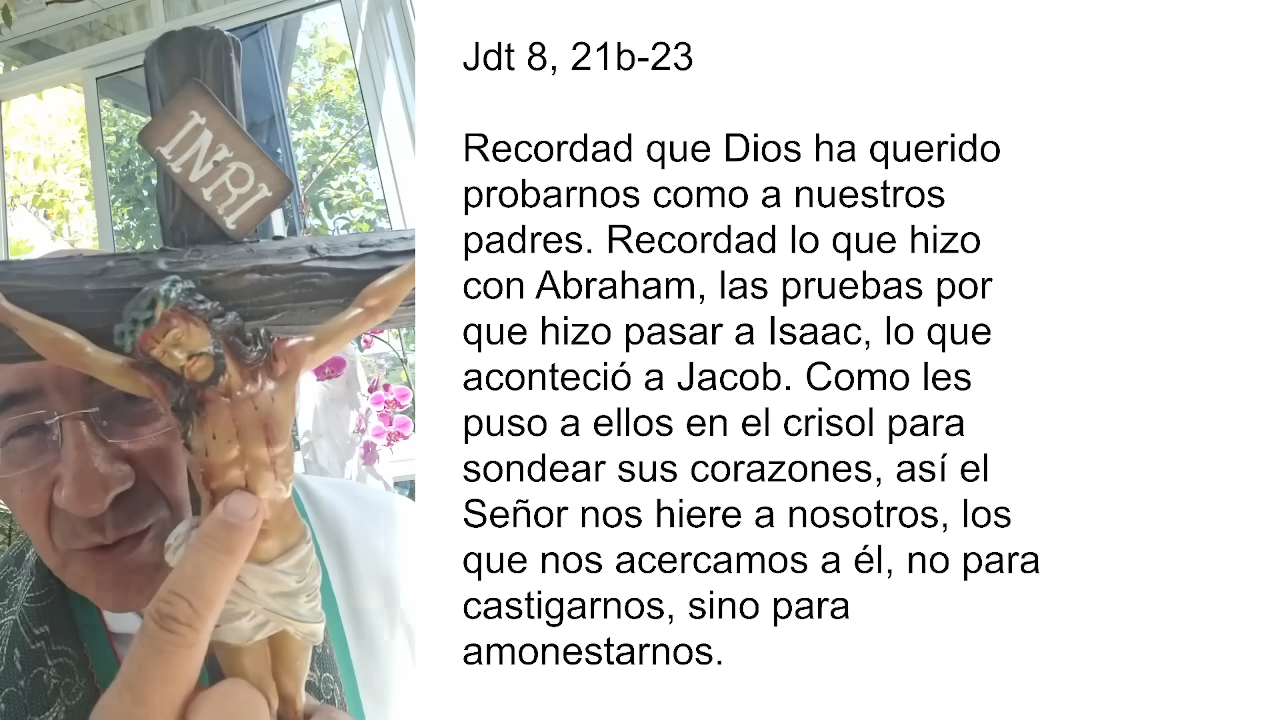 INRI
Jdt 8, 21b-23
Recordad que Dios ha querido
probarnos como a nuestros
padres. Recordad lo que hizo
con Abraham, las pruebas por
que hizo pasar a Isaac, lo que
aconteció a Jacob. Como les
puso a ellos en el crisol para
sondear sus corazones, así el
Señor nos hiere a nosotros, los
que nos acercamos a él, no para
castigarnos, sino para
amonestarnos.